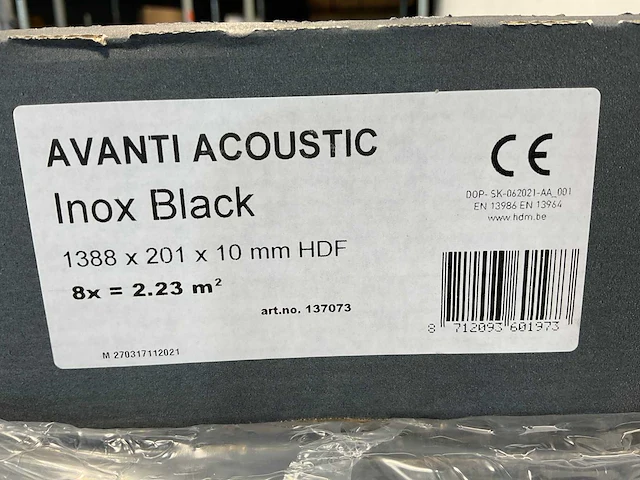 AVANTI ACOUSTIC
Inox Black
1388 x 201 x 10 mm HDF
8x = 2.23 m²
art.no. 137073
M 270317112021
CE
DOP- SK-062021-AA_001
EN 13986 EN 13964
www.hdm.be
8 712093 601973